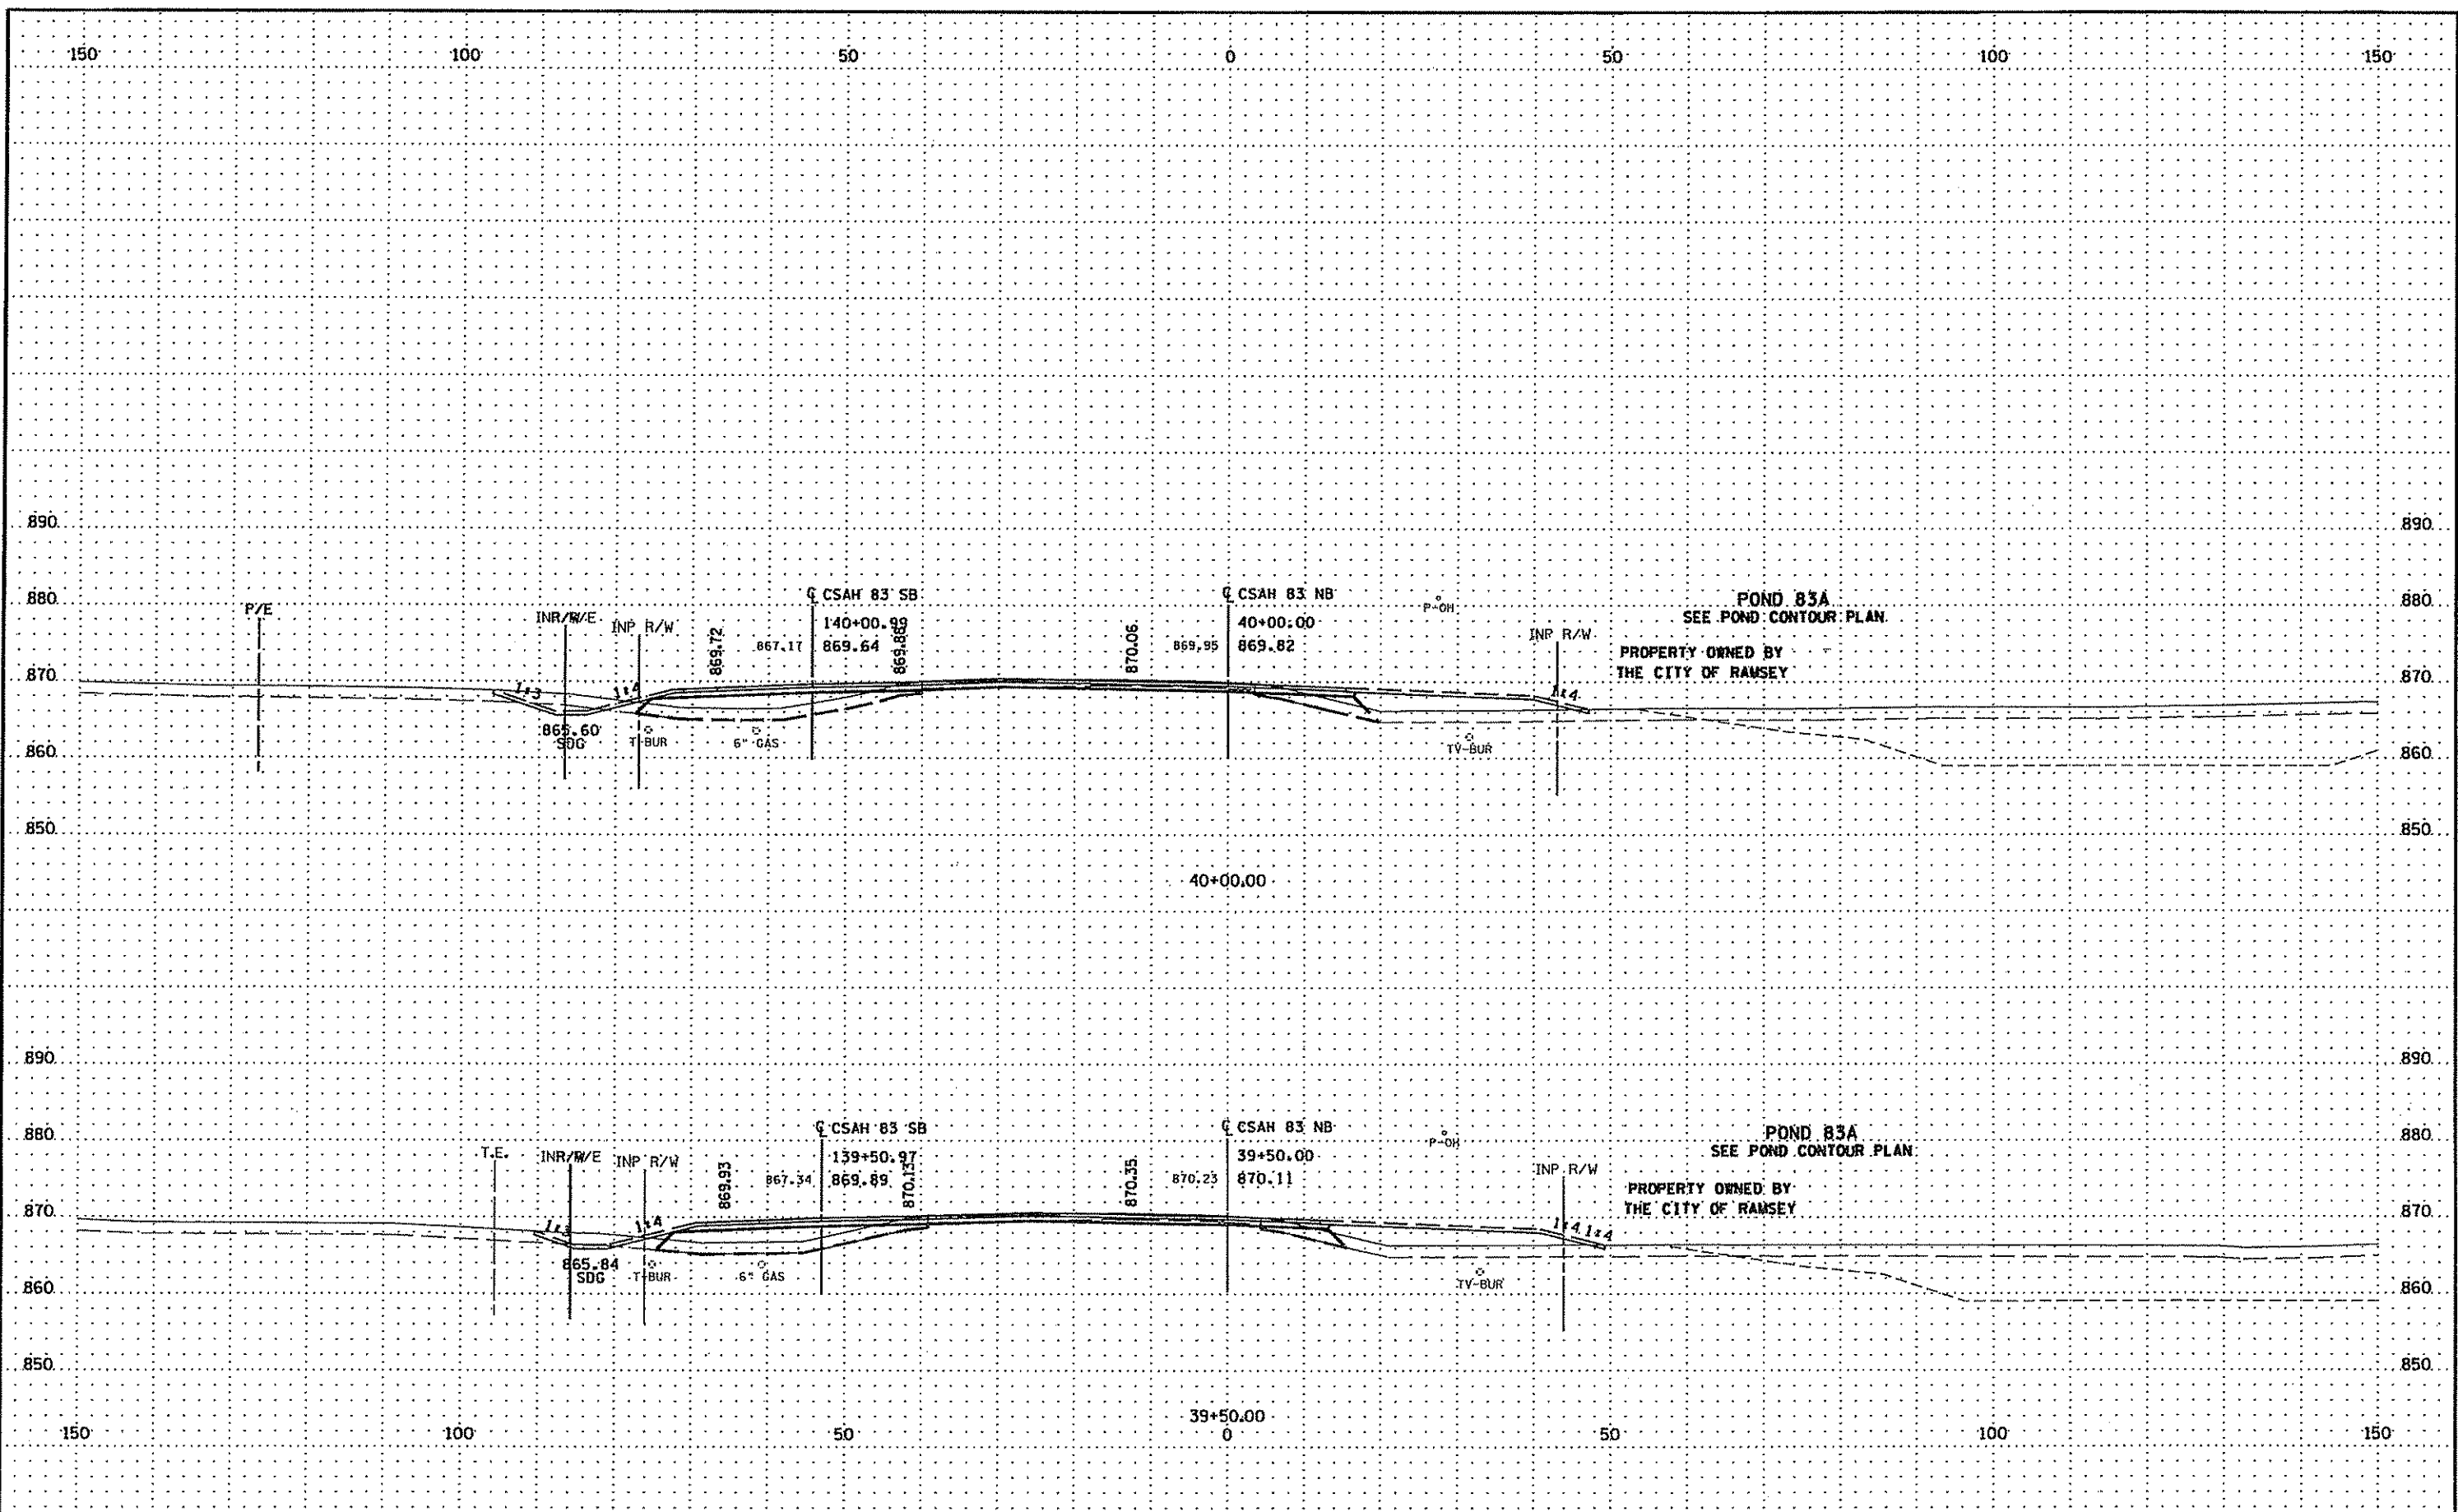 150 100 50 0 50 100 150
890 890
880 880
P/E
INR/W/E
INP R/W
869.72
867.17
℄ CSAH 83 SB
140+00.99
869.64
869.88
870.06
869.95
℄ CSAH 83 NB
40+00.00
869.82
P-OH
INP R/W
POND 83A
SEE POND CONTOUR PLAN
PROPERTY OWNED BY
THE CITY OF RAMSEY
870 870
1:3
1:4
1:4
865.60
SDG
T-BUR
6" GAS
TV-BUR
860 860
850 850
40+00.00
890 890
880 880
T.E.
INR/W/E
INP R/W
869.93
867.34
℄ CSAH 83 SB
139+50.97
869.89
870.13
870.35
870.23
℄ CSAH 83 NB
39+50.00
870.11
P-OH
INP R/W
POND 83A
SEE POND CONTOUR PLAN
PROPERTY OWNED BY
THE CITY OF RAMSEY
870 870
1:3
1:4
1:4
1:4
865.84
SDG
T-BUR
6" GAS
TV-BUR
860 860
850 850
39+50.00
150 100 50 0 50 100 150